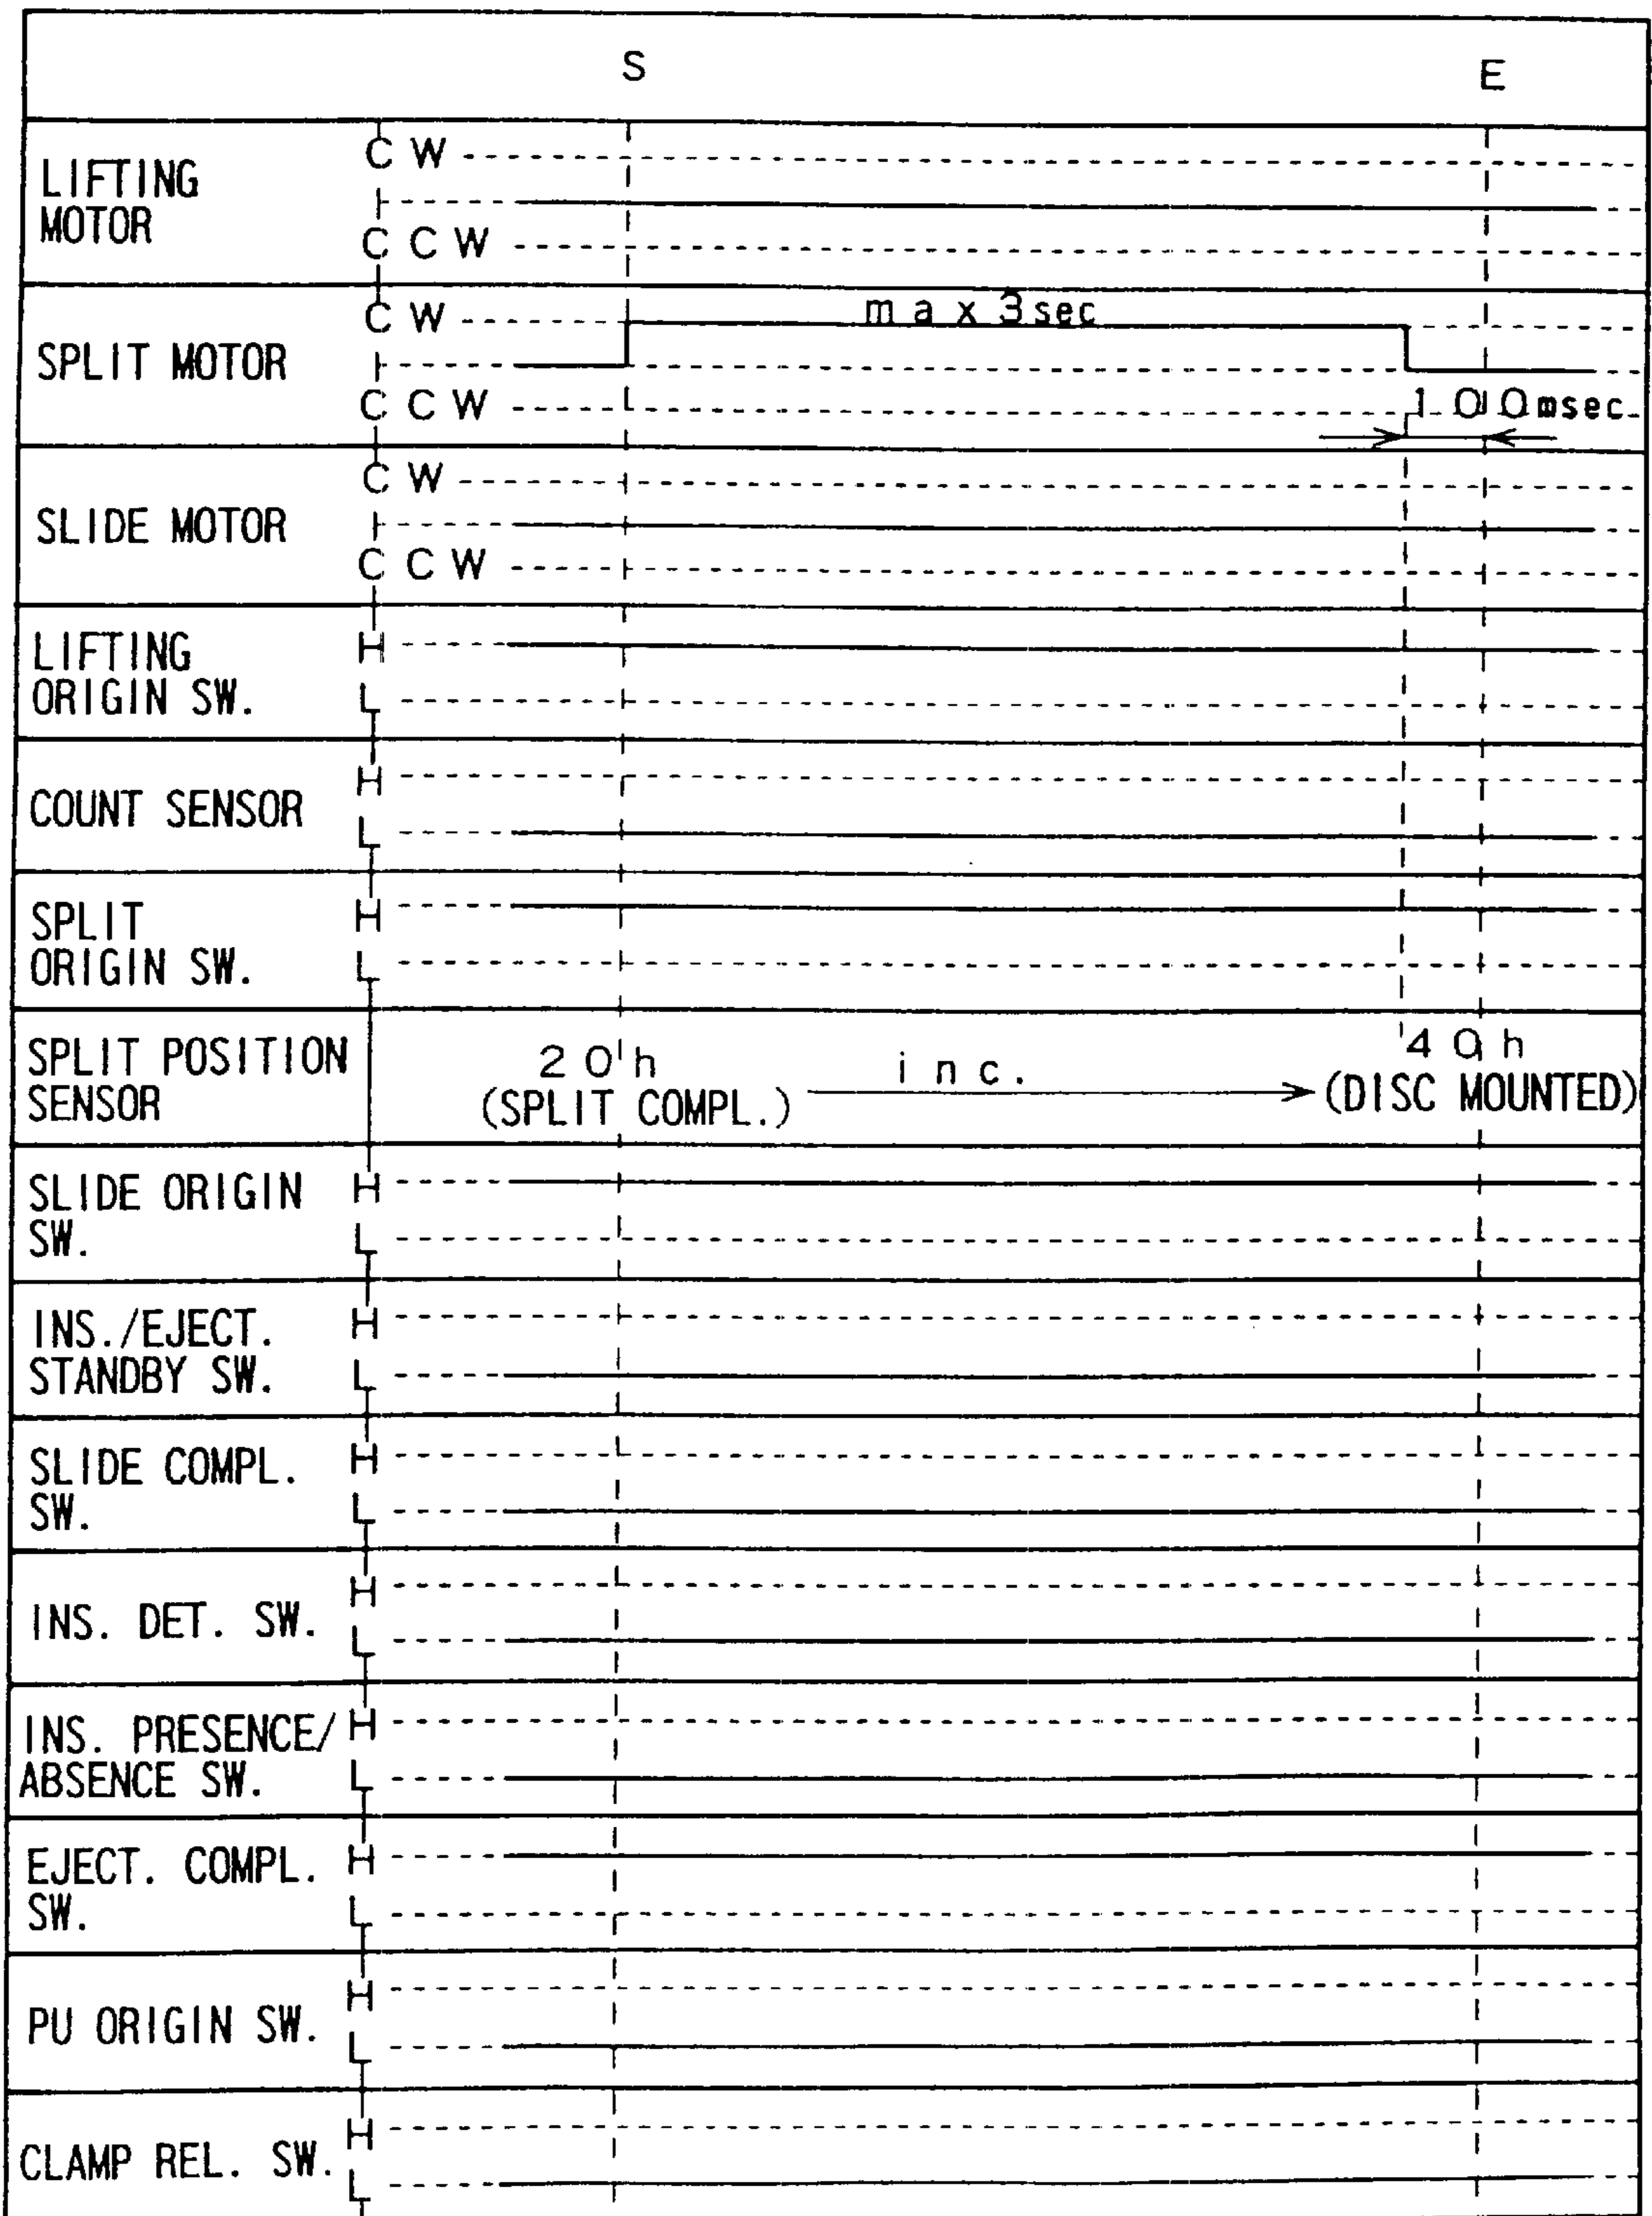 S E
LIFTING
MOTOR
CW
CCW
SPLIT MOTOR
CW
max 3sec
CCW
100msec
SLIDE MOTOR
CW
CCW
LIFTING
ORIGIN SW.
H
L
COUNT SENSOR
H
L
SPLIT
ORIGIN SW.
H
L
SPLIT POSITION
SENSOR
20h
(SPLIT COMPL.)
inc.
40h
(DISC MOUNTED)
SLIDE ORIGIN
SW.
H
L
INS./EJECT.
STANDBY SW.
H
L
SLIDE COMPL.
SW.
H
L
INS. DET. SW.
H
L
INS. PRESENCE/
ABSENCE SW.
H
L
EJECT. COMPL.
SW.
H
L
PU ORIGIN SW.
H
L
CLAMP REL. SW.
H
L